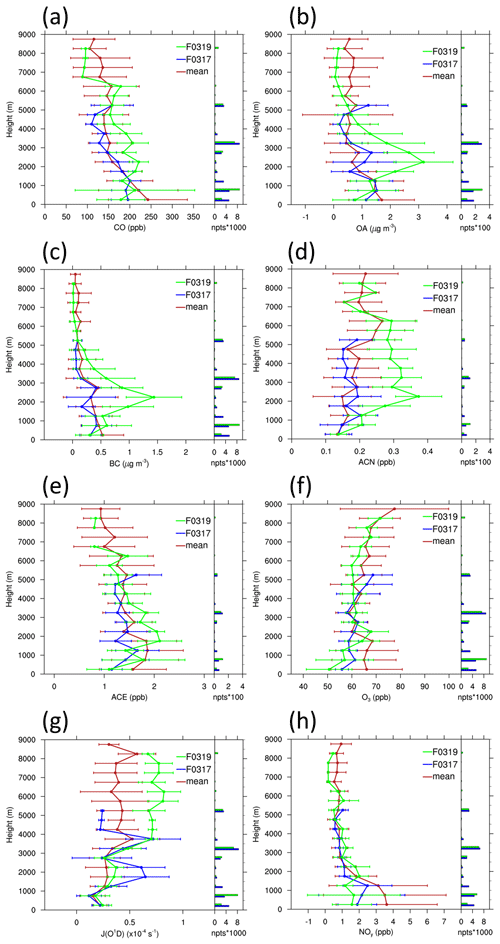 (a)
9000
8000
7000
6000
5000
4000
3000
2000
1000
0
Height (m)
F0319
F0317
mean
0 50 100 150 200 250 300 350
0 4 8
CO (ppb)
npts*1000
(b)
9000
8000
7000
6000
5000
4000
3000
2000
1000
0
Height (m)
F0319
F0317
mean
-1 0 1 2 3 4
0 2 4
OA (μg m⁻³)
npts*1000
(c)
9000
8000
7000
6000
5000
4000
3000
2000
1000
0
Height (m)
F0319
F0317
mean
0 0.5 1 1.5 2
0 4 8
BC (μg m⁻³)
npts*1000
(d)
9000
8000
7000
6000
5000
4000
3000
2000
1000
0
Height (m)
F0319
F0317
mean
0 0.1 0.2 0.3 0.4
0 1 2
ACN (ppb)
npts*1000
(e)
9000
8000
7000
6000
5000
4000
3000
2000
1000
0
Height (m)
F0319
F0317
mean
0 1 2 3
0 1 2
ACE (ppb)
npts*100
(f)
9000
8000
7000
6000
5000
4000
3000
2000
1000
0
Height (m)
F0319
F0317
mean
40 50 60 70 80 90 100
0 4 8
O₃ (ppb)
npts*1000
(g)
9000
8000
7000
6000
5000
4000
3000
2000
1000
0
Height (m)
F0319
F0317
mean
0 0.5 1
0 4 8
J(O¹D) (x10⁻⁴ s⁻¹)
npts*1000
(h)
9000
8000
7000
6000
5000
4000
3000
2000
1000
0
Height (m)
F0319
F0317
mean
-1 0 1 2 3 4 5 6 7 8
0 4 8
NOy (ppb)
npts*1000